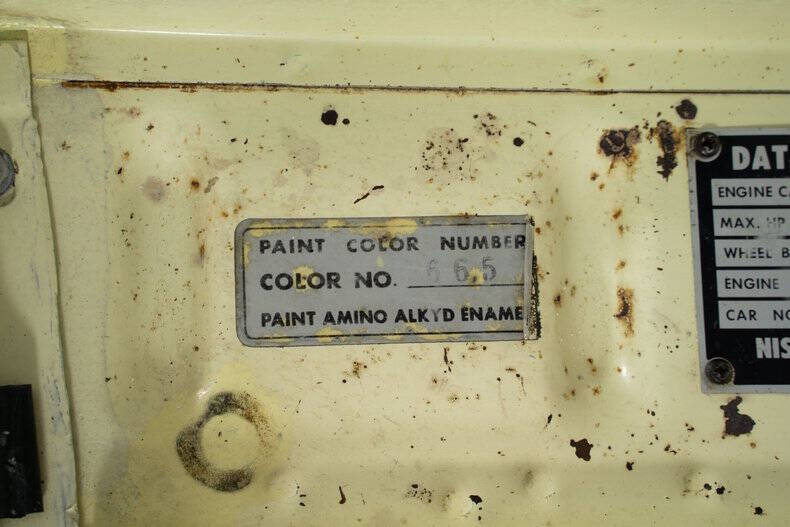 PAINT COLOR NUMBER
COLOR NO. 665
PAINT AMINO ALKYD ENAME
DAT
ENGINE CA
MAX. HP
WHEEL B
ENGINE
CAR NO
NIS